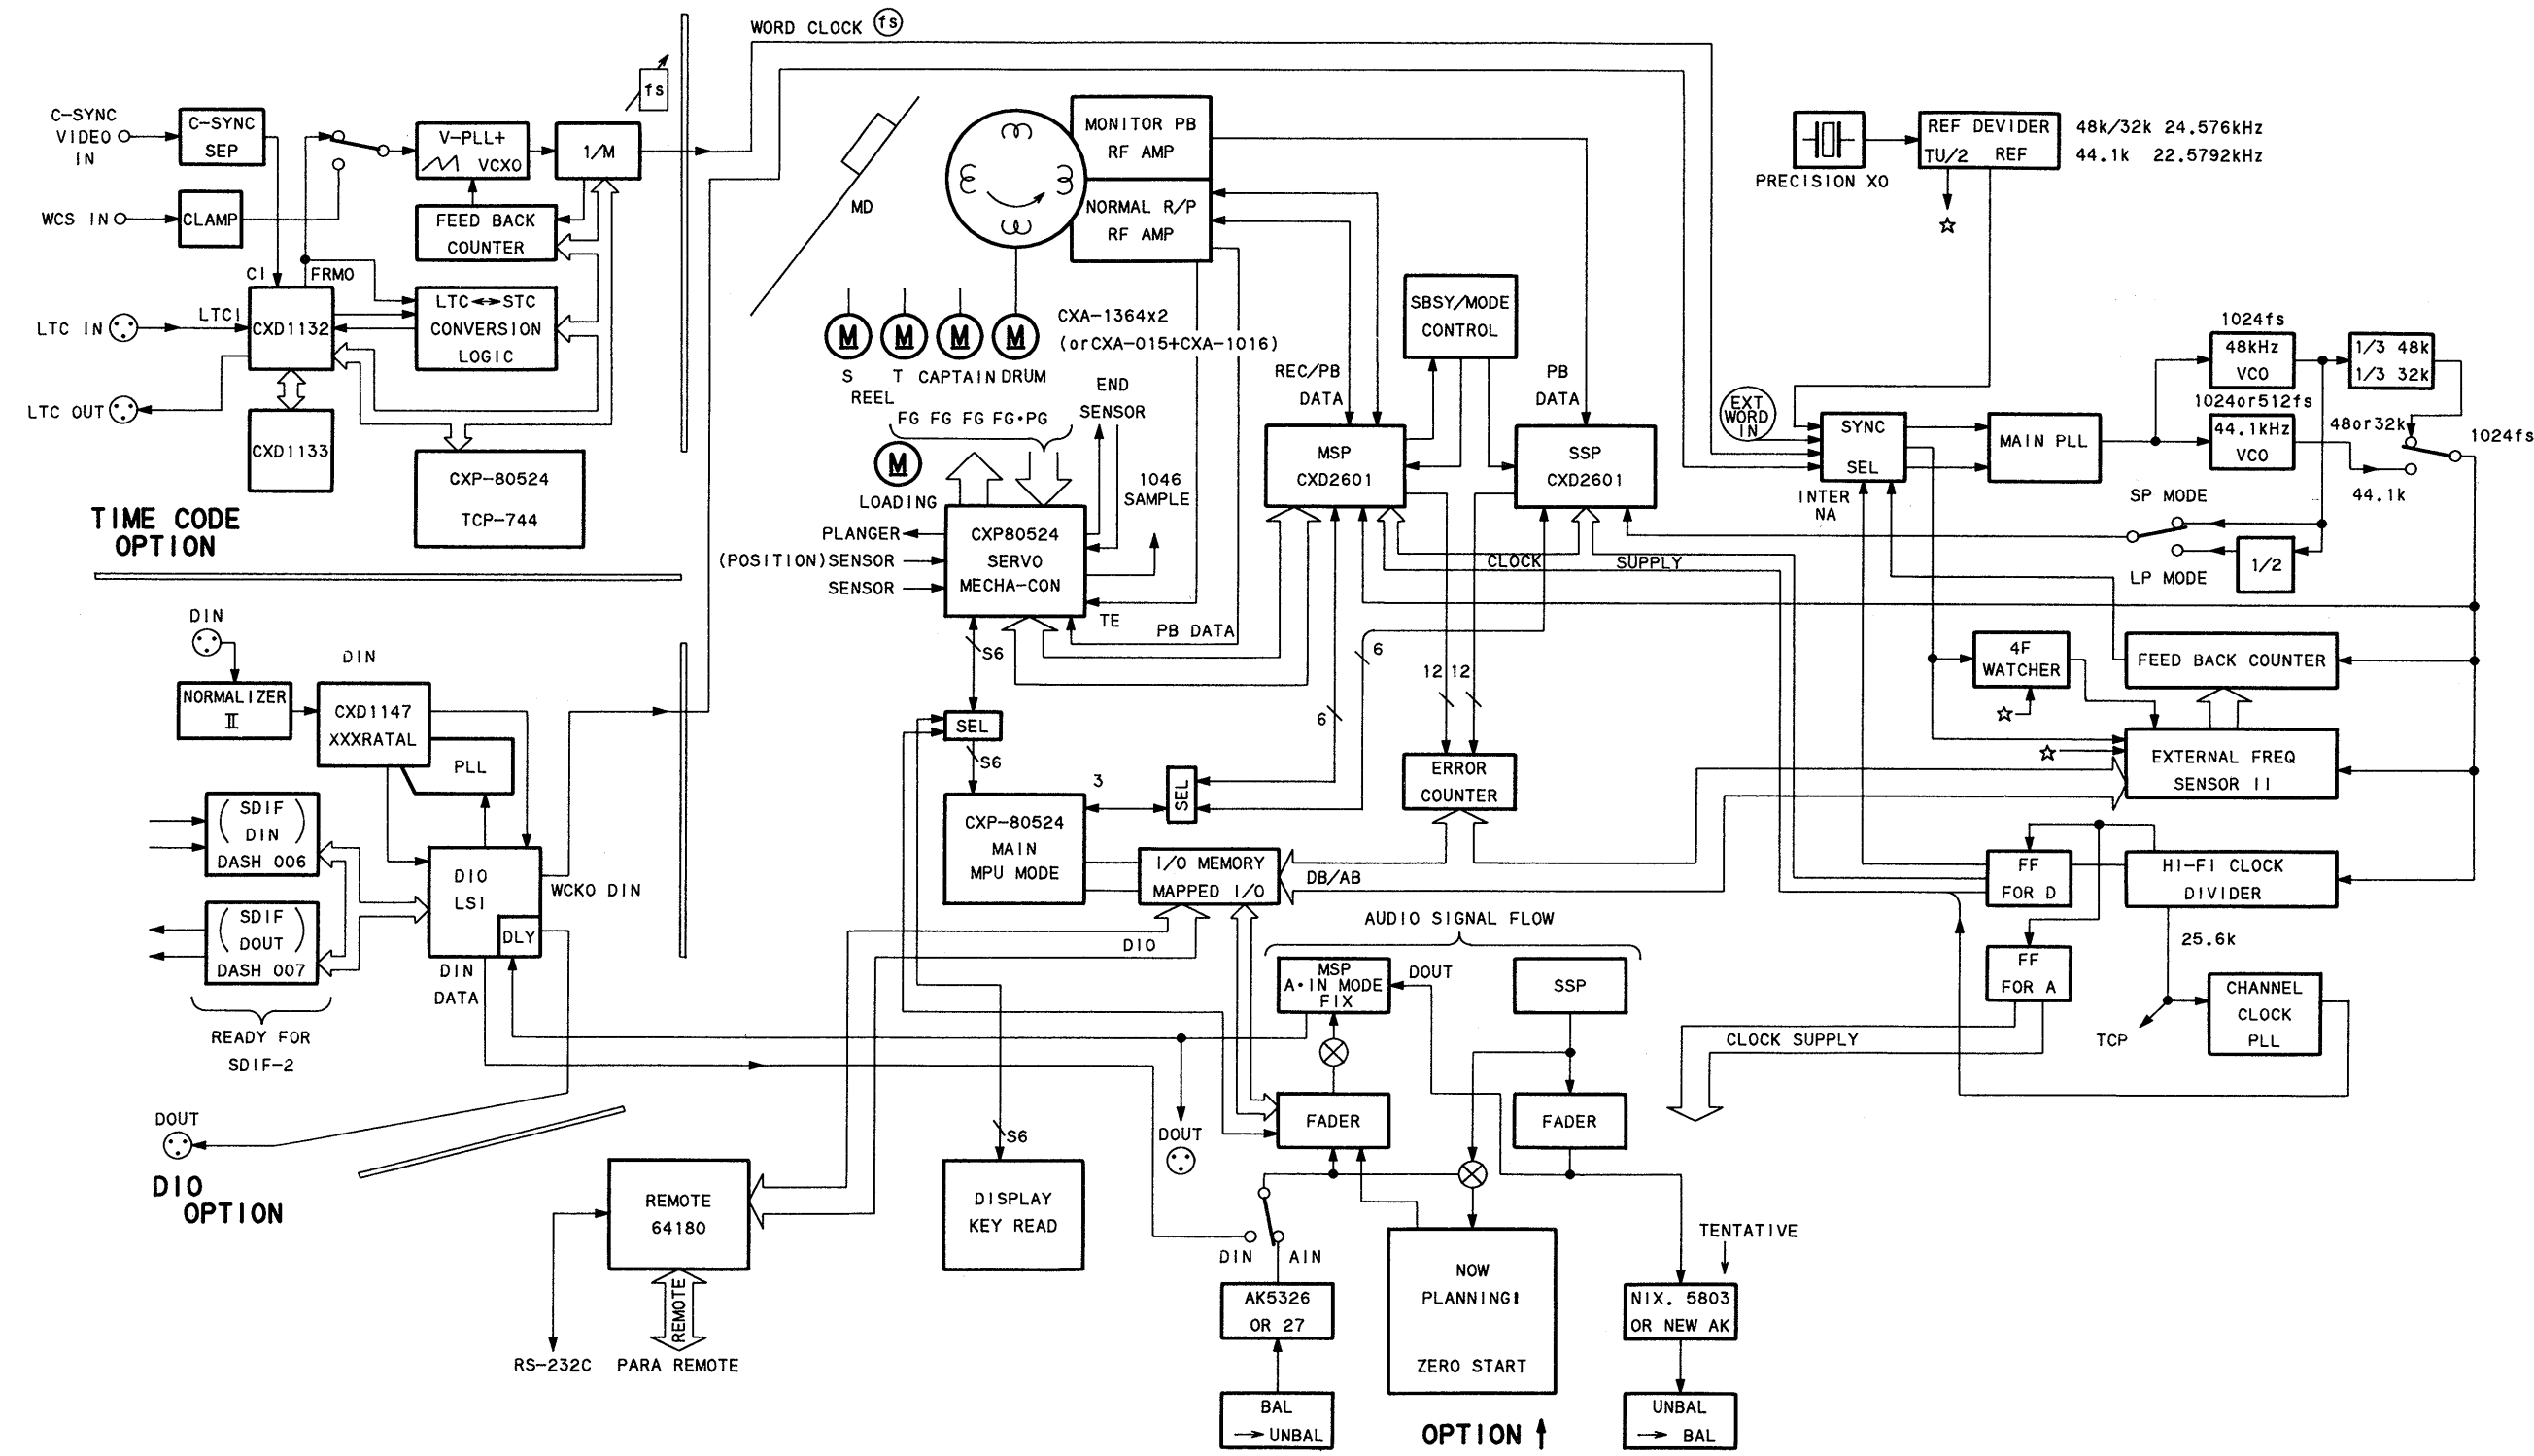 WORD CLOCK fs
fs
C-SYNC
VIDEO
IN
C-SYNC
SEP
V-PLL+
VCXO
1/M
WCS IN
CLAMP
FEED BACK
COUNTER
CI
FRMO
LTC IN
LTCI
CXD1132
LTC↔STC
CONVERSION
LOGIC
LTC OUT
CXD1133
CXP-80524
TCP-744
TIME CODE
OPTION
MD
MONITOR PB
RF AMP
NORMAL R/P
RF AMP
M
M
M
M
S
T
CAPTAIN
DRUM
REEL
CXA-1364x2
(orCXA-015+CXA-1016)
FG FG FG FG•PG
END
SENSOR
M
LOADING
1046
SAMPLE
PLANGER
(POSITION)SENSOR
SENSOR
CXP80524
SERVO
MECHA-CON
TE
PB DATA
S6
SEL
S6
REC/PB
DATA
SBSY/MODE
CONTROL
PB
DATA
MSP
CXD2601
SSP
CXD2601
CLOCK
SUPPLY
6
12
12
6
3
SEL
ERROR
COUNTER
CXP-80524
MAIN
MPU MODE
I/O MEMORY
MAPPED I/O
DB/AB
PRECISION XO
REF DEVIDER
TU/2
REF
48k/32k 24.576kHz
44.1k 22.5792kHz
☆
EXT
WORD
IN
SYNC
SEL
INTER
NA
MAIN PLL
1024fs
48kHz
VCO
1/3 48k
1/3 32k
1024or512fs
44.1kHz
VCO
48or32k
1024fs
44.1k
SP MODE
LP MODE
1/2
4F
WATCHER
☆
FEED BACK COUNTER
☆
EXTERNAL FREQ
SENSOR II
FF
FOR D
HI-FI CLOCK
DIVIDER
FF
FOR A
25.6k
TCP
CHANNEL
CLOCK
PLL
CLOCK SUPPLY
DIN
DIN
NORMALIZER
II
CXD1147
XXXRATAL
PLL
(SDIF
DIN)
DASH 006
(SDIF
DOUT)
DASH 007
DIO
LSI
DLY
WCKO DIN
DIN
DATA
READY FOR
SDIF-2
DOUT
DIO
OPTION
DIO
AUDIO SIGNAL FLOW
MSP
A•IN MODE
FIX
DOUT
SSP
FADER
FADER
DOUT
S6
REMOTE
64180
REMOTE
RS-232C
PARA REMOTE
DISPLAY
KEY READ
DIN
AIN
AK5326
OR 27
BAL
→UNBAL
NOW
PLANNING!
ZERO START
OPTION ↑
TENTATIVE
NIX. 5803
OR NEW AK
UNBAL
→ BAL